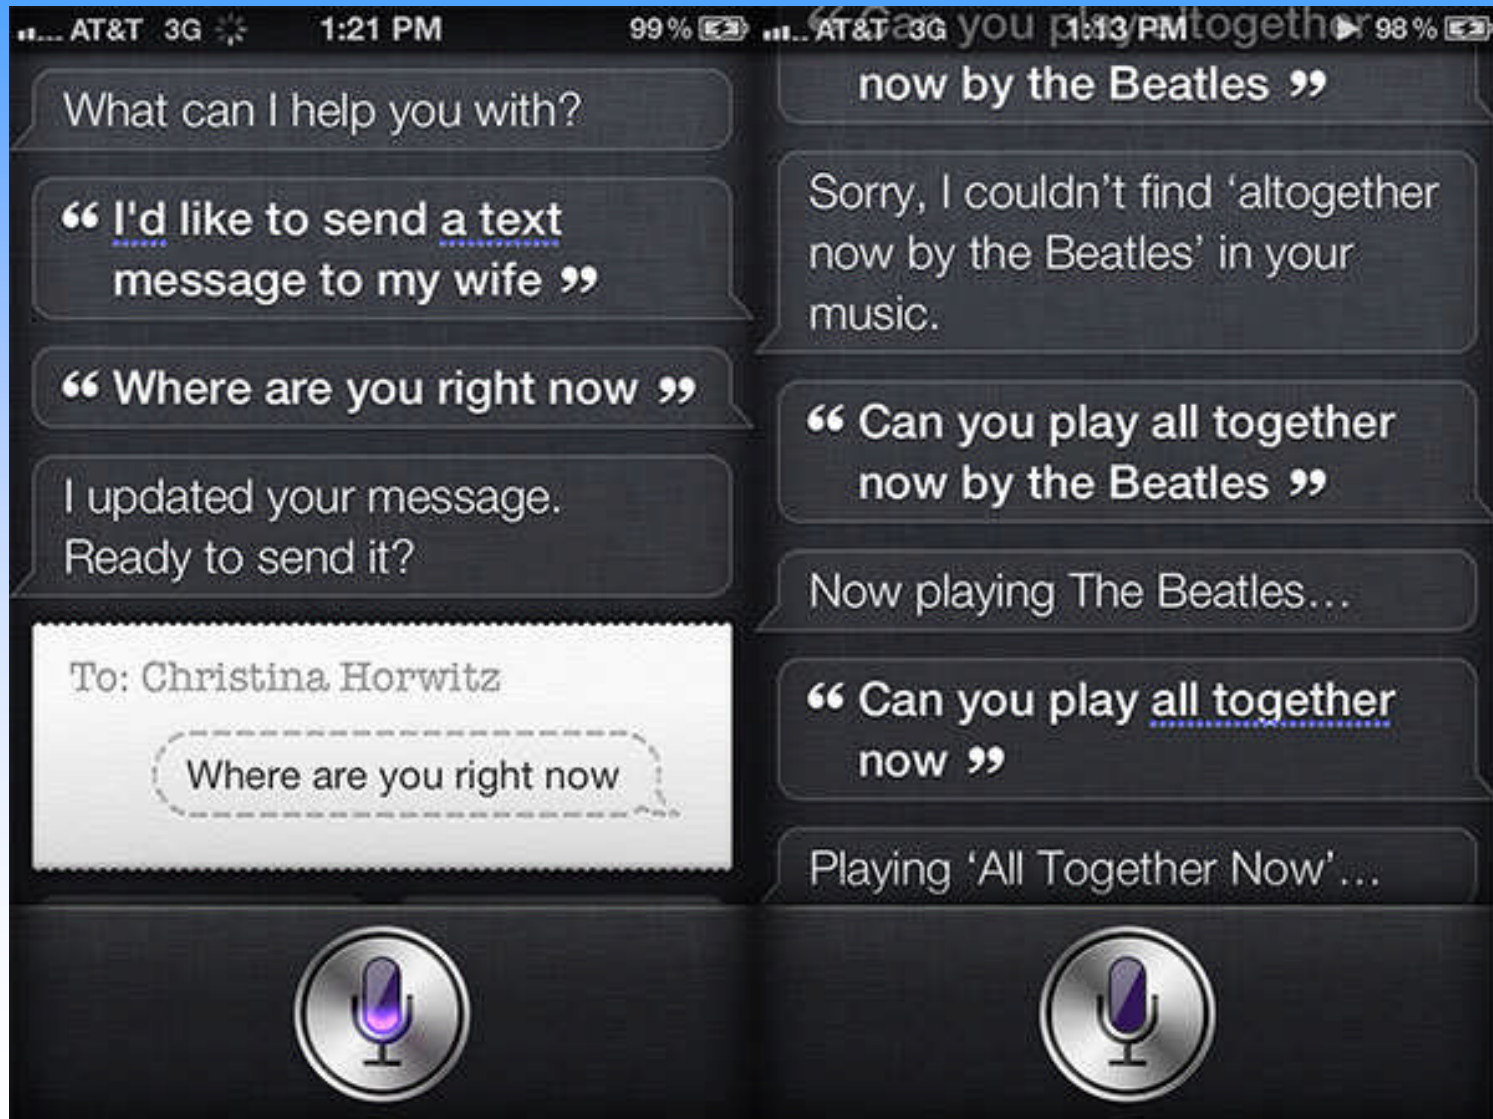 AT&T 3G 1:21 PM 99%
What can I help you with?
“ I'd like to send a text
message to my wife ”
“ Where are you right now ”
I updated your message.
Ready to send it?
To: Christina Horwitz
Where are you right now
AT&T 3G 1:13 PM 98%
“ Can you play altogether
now by the Beatles ”
Sorry, I couldn’t find ‘altogether
now by the Beatles’ in your
music.
“ Can you play all together
now by the Beatles ”
Now playing The Beatles...
“ Can you play all together
now ”
Playing ‘All Together Now’...